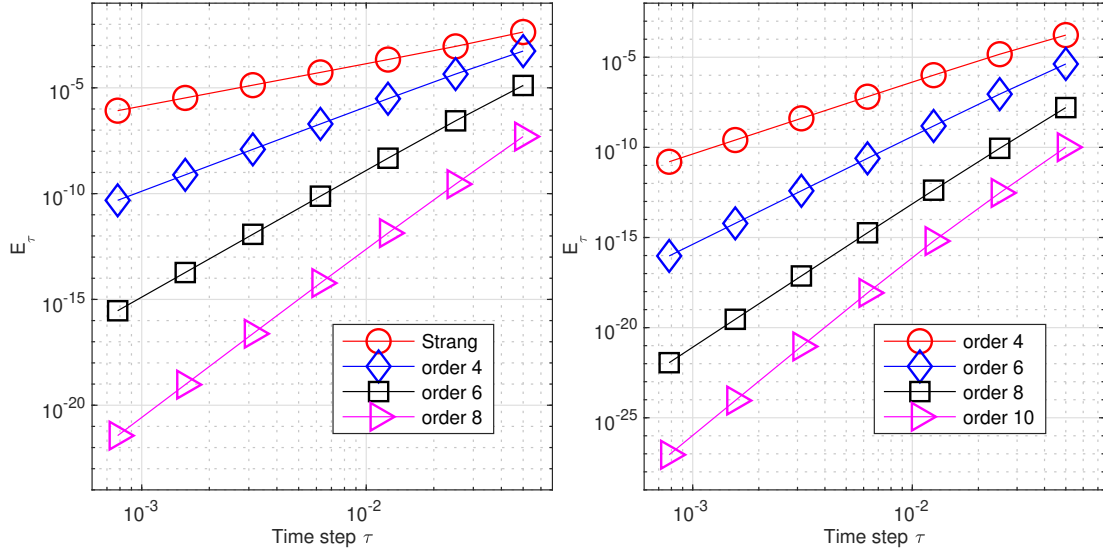 10^-5
10^-10
10^-15
10^-20
E_τ
10^-3
10^-2
Time step τ
Strang
order 4
order 6
order 8
10^-5
10^-10
10^-15
10^-20
10^-25
E_τ
10^-3
10^-2
Time step τ
order 4
order 6
order 8
order 10